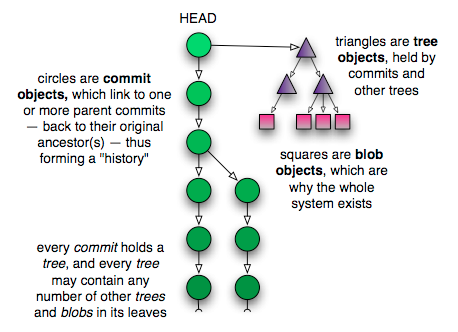 HEAD
triangles are tree
objects, held by
commits and
other trees
circles are commit
objects, which link to one
or more parent commits
— back to their original
ancestor(s) — thus
forming a "history"
squares are blob
objects, which are
why the whole
system exists
every commit holds a
tree, and every tree
may contain any
number of other trees
and blobs in its leaves